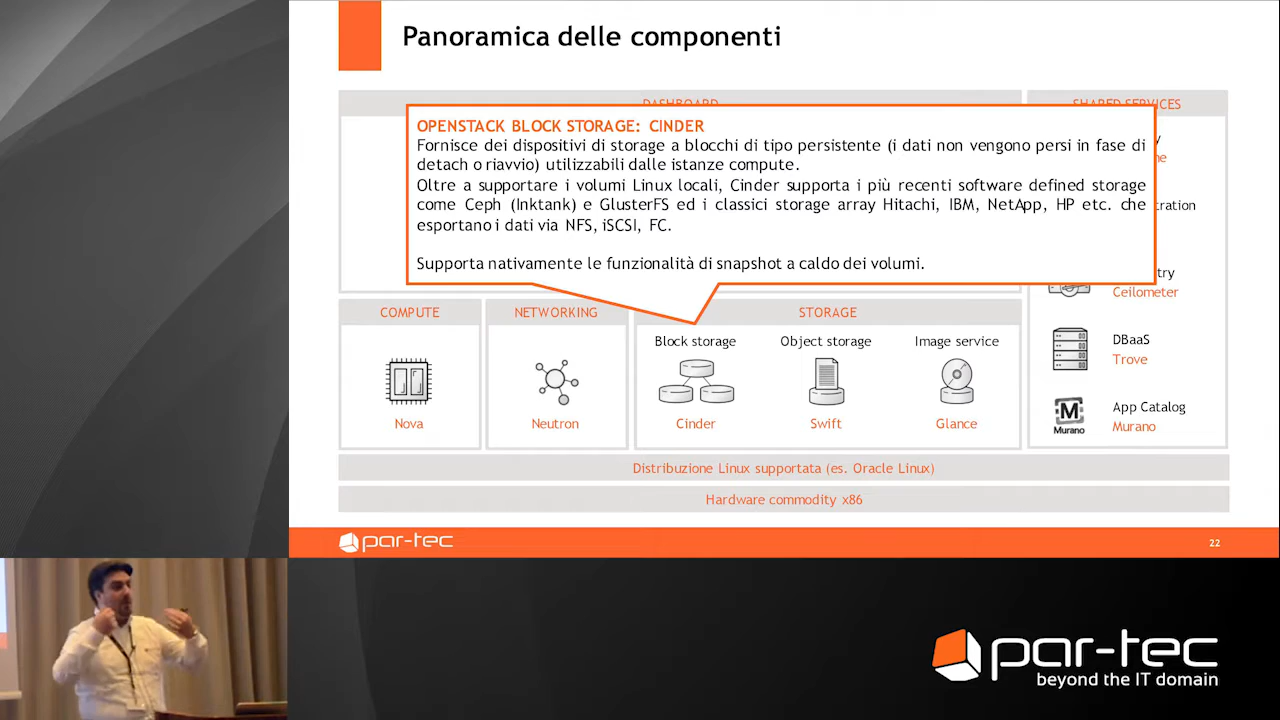 Panoramica delle componenti
DASHBOARD
SHARED SERVICES
OPENSTACK BLOCK STORAGE: CINDER
Fornisce dei dispositivi di storage a blocchi di tipo persistente (i dati non vengono persi in fase di
detach o riavvio) utilizzabili dalle istanze compute.
Oltre a supportare i volumi Linux locali, Cinder supporta i più recenti software defined storage
come Ceph (Inktank) e GlusterFS ed i classici storage array Hitachi, IBM, NetApp, HP etc. che
esportano i dati via NFS, iSCSI, FC.
Supporta nativamente le funzionalità di snapshot a caldo dei volumi.
Ceilometer
DBaaS
Trove
App Catalog
Murano
Murano
COMPUTE
Nova
NETWORKING
Neutron
STORAGE
Block storage
Object storage
Image service
Cinder
Swift
Glance
Distribuzione Linux supportata (es. Oracle Linux)
Hardware commodity x86
par-tec
22
par-tec
beyond the IT domain